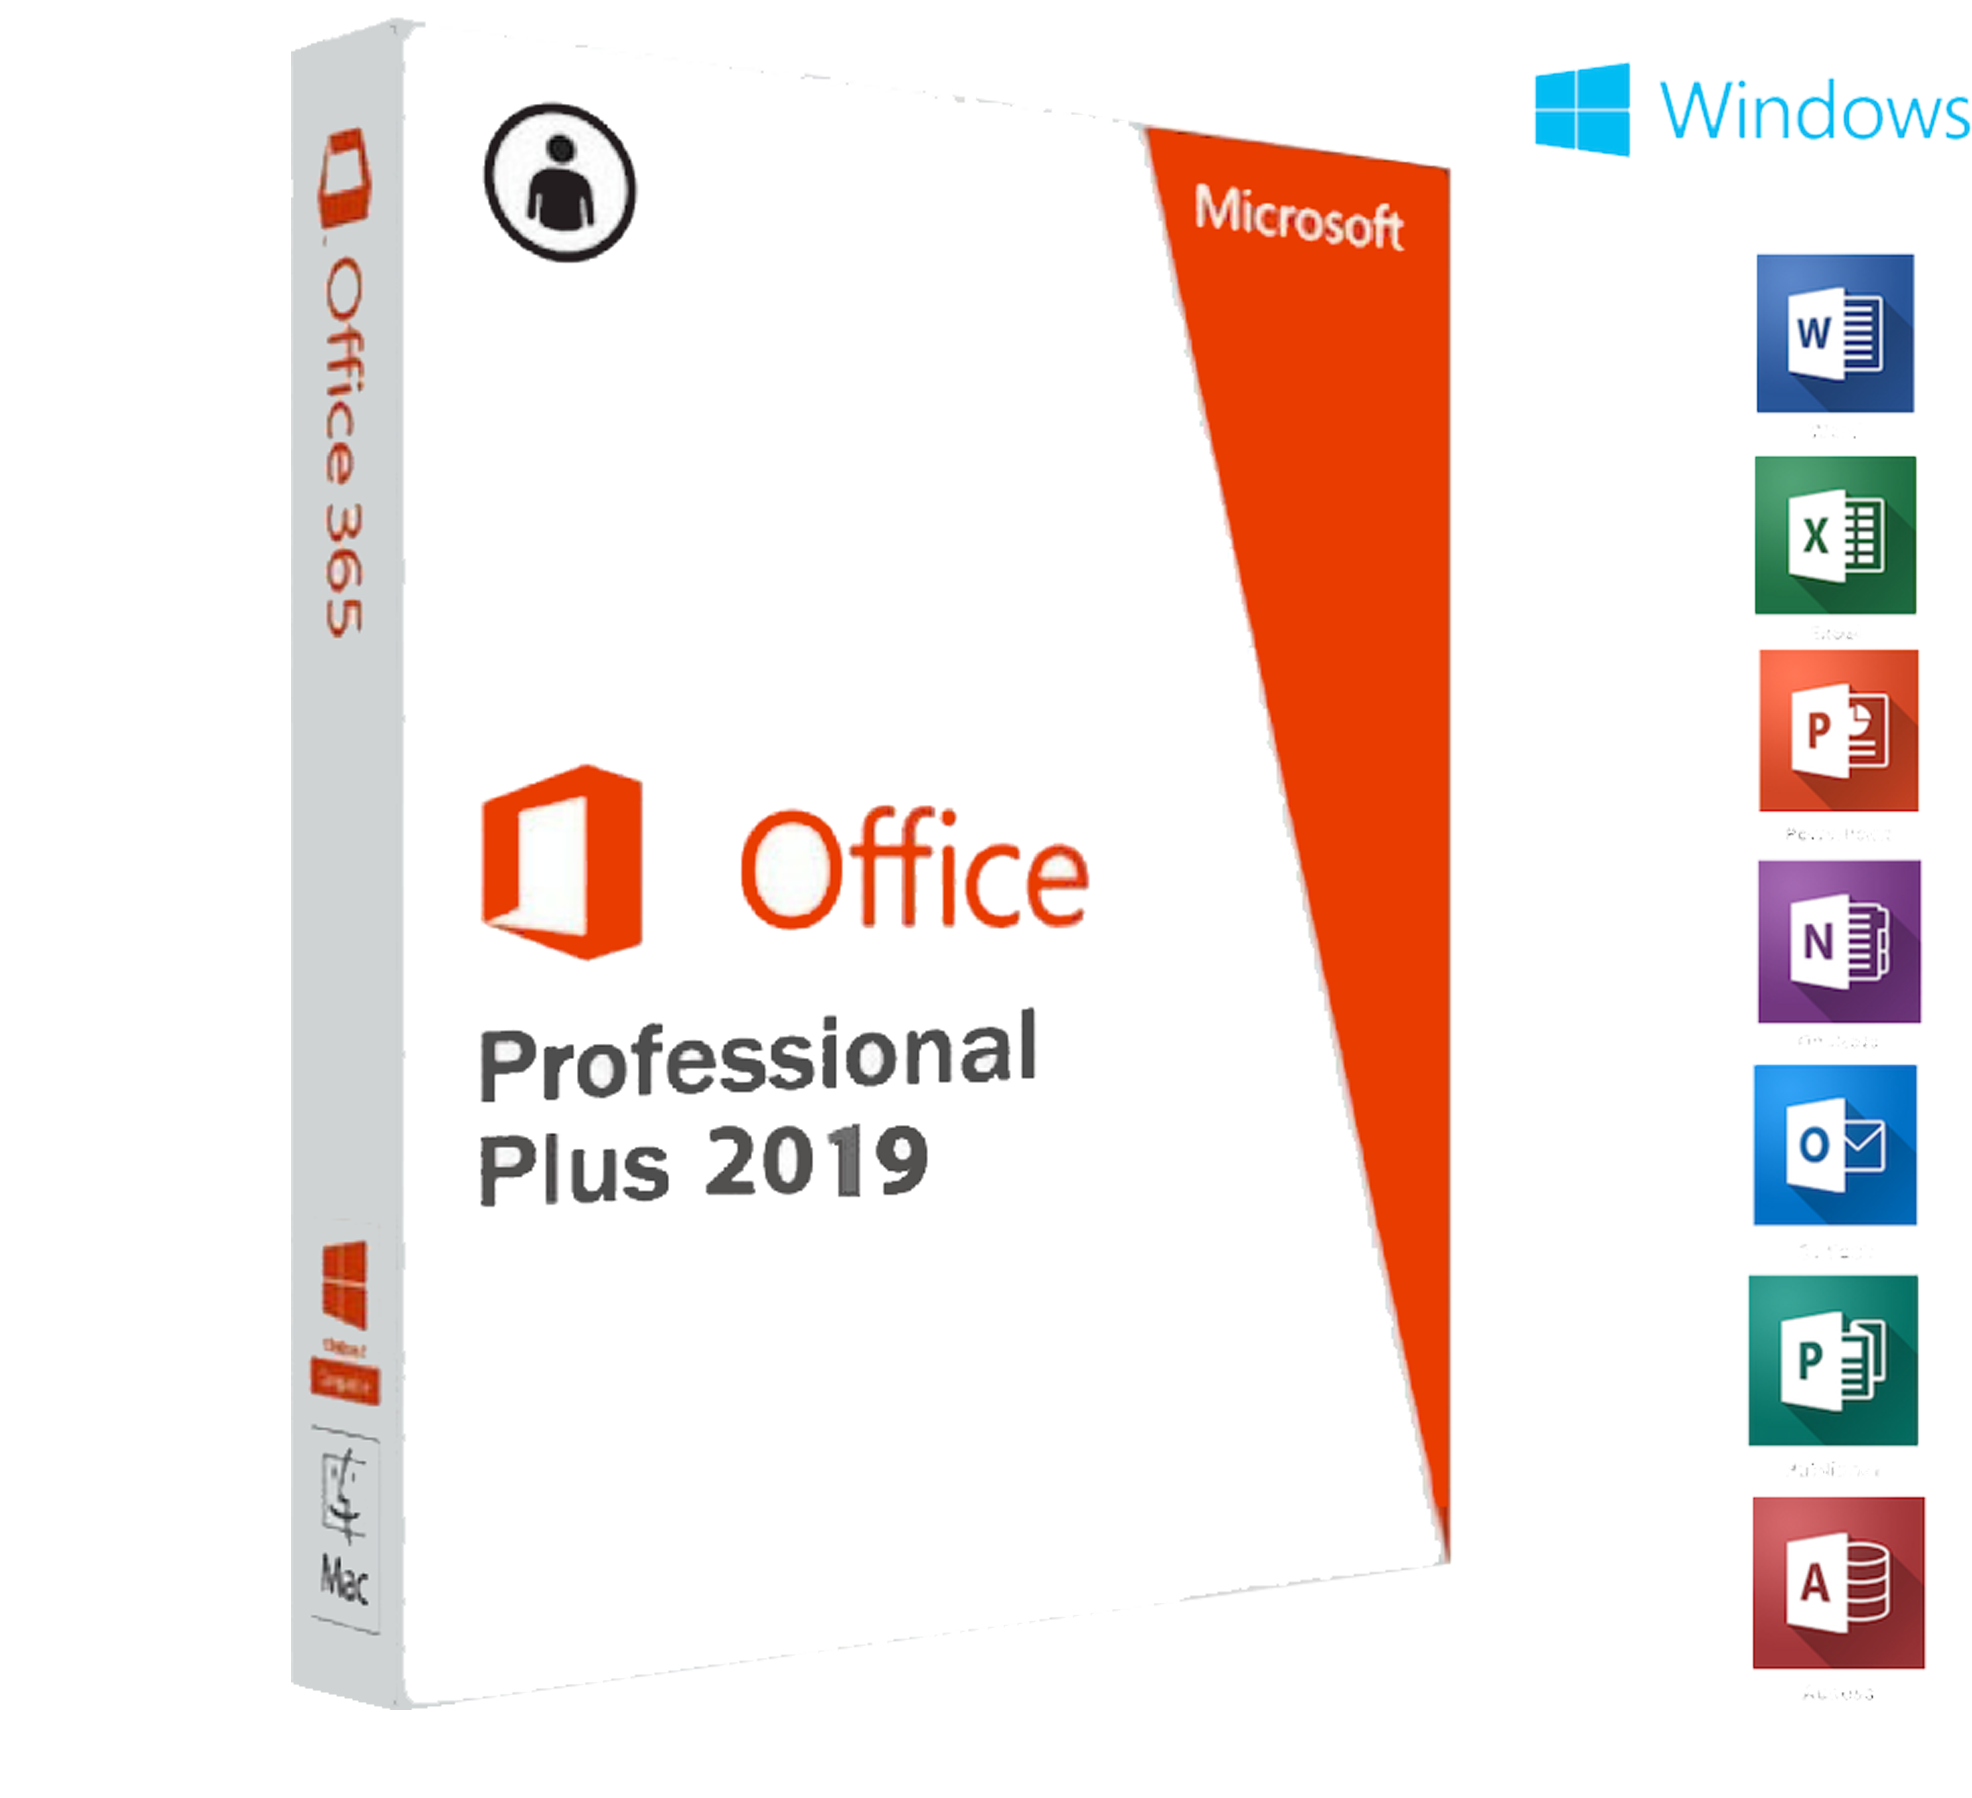 Office 365
Mac
Microsoft
Office
Professional
Plus 2019
Windows
W
X
P
N
O
P
A